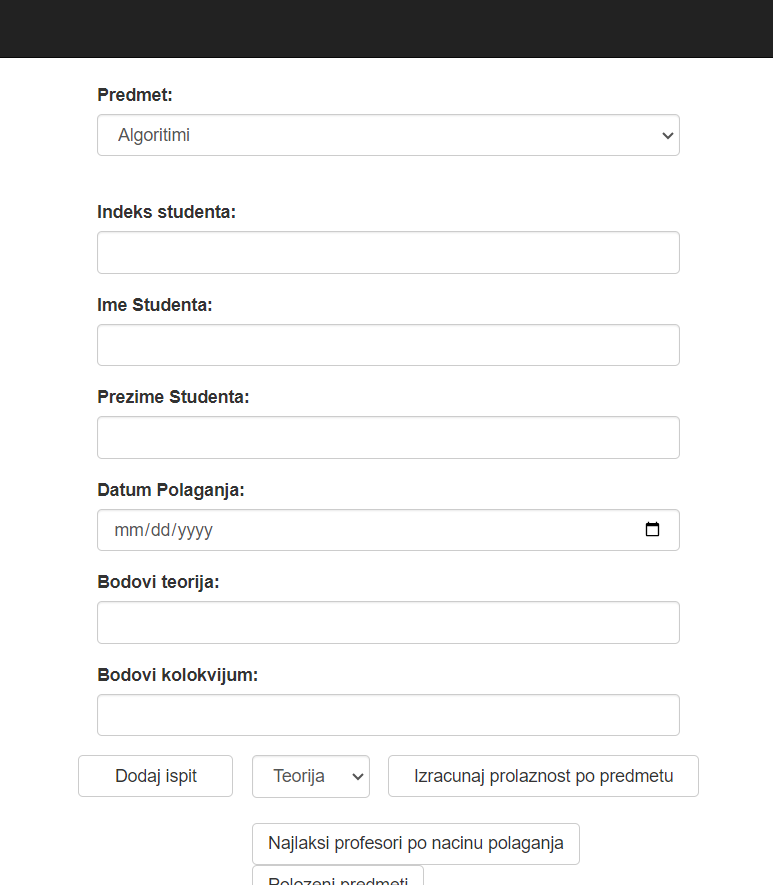 Predmet:
Algoritimi
Indeks studenta:
Ime Studenta:
Prezime Studenta:
Datum Polaganja:
mm/dd/yyyy
Bodovi teorija:
Bodovi kolokvijum:
Dodaj ispit Teorija Izracunaj prolaznost po predmetu
Najlaksi profesori po nacinu polaganja
Polozeni predmeti